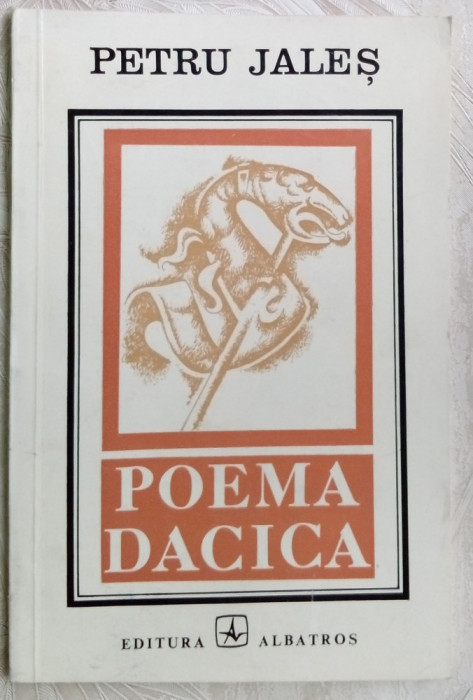 PETRU JALEȘ
POEMA
DACICA
EDITURA ALBATROS